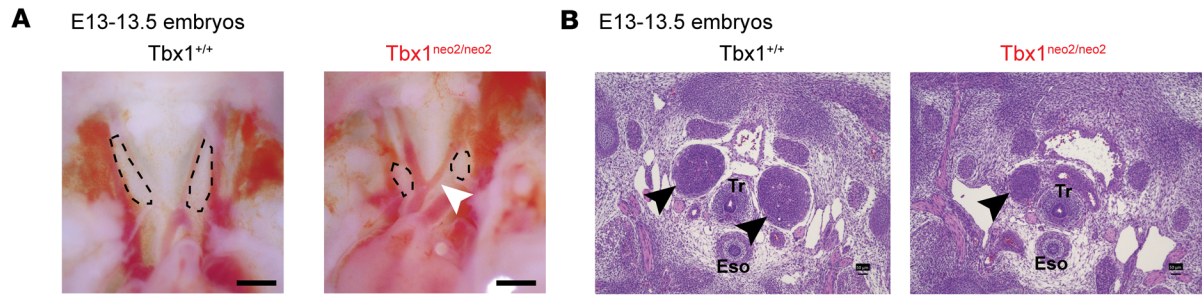 A
E13-13.5 embryos
Tbx1+/+
Tbx1neo2/neo2
B
E13-13.5 embryos
Tbx1+/+
Tbx1neo2/neo2
Tr
Eso
Tr
Eso